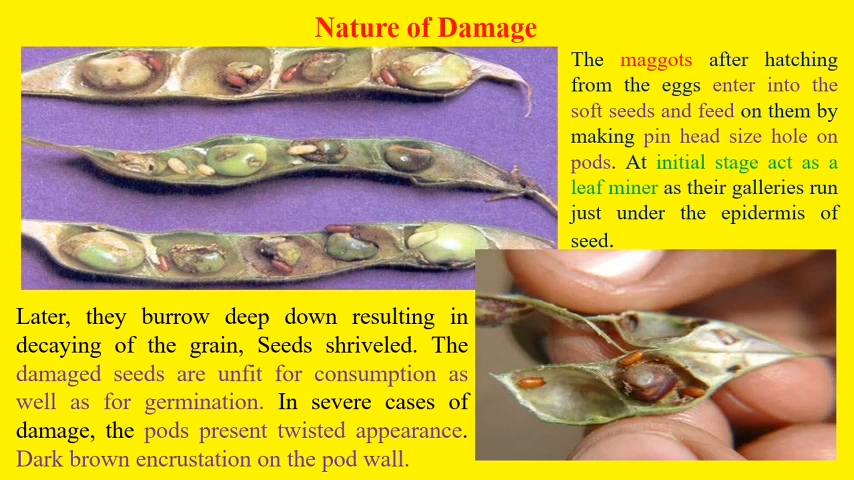 Nature of Damage
The maggots after hatching
from the eggs enter into the
soft seeds and feed on them by
making pin head size hole on
pods. At initial stage act as a
leaf miner as their galleries run
just under the epidermis of
seed.
Later, they burrow deep down resulting in
decaying of the grain, Seeds shriveled. The
damaged seeds are unfit for consumption as
well as for germination. In severe cases of
damage, the pods present twisted appearance.
Dark brown encrustation on the pod wall.